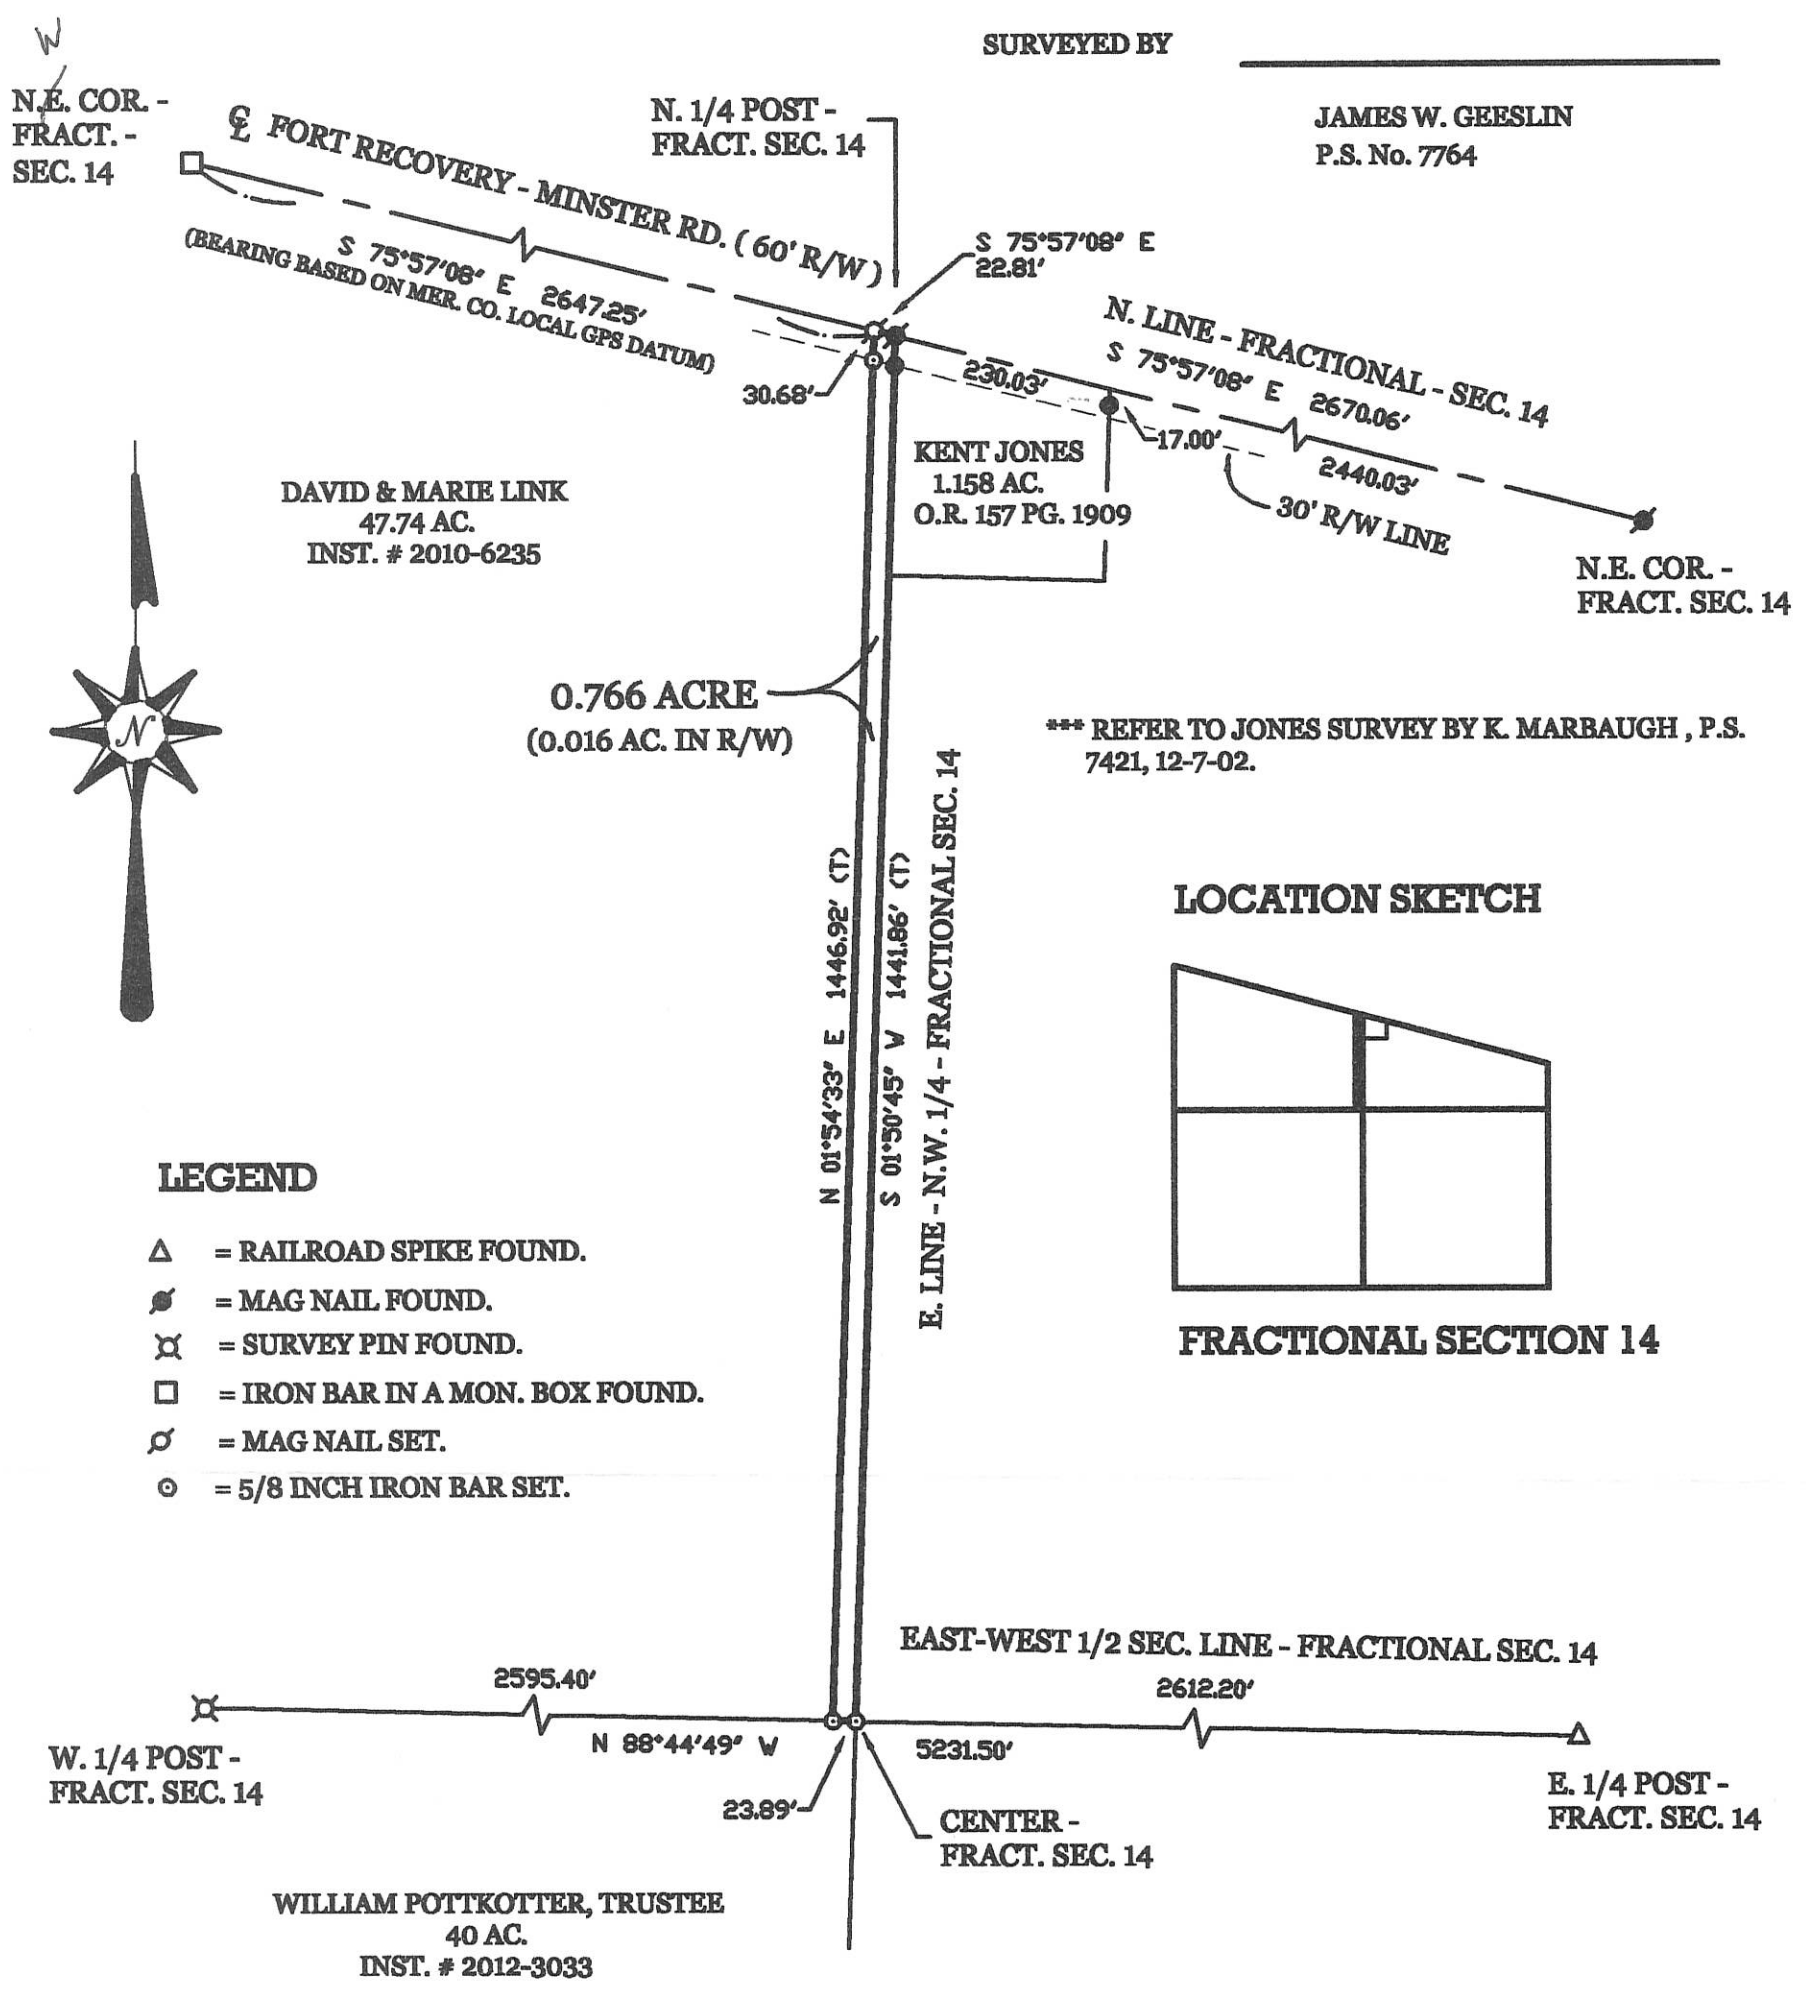 W
SURVEYED BY
JAMES W. GEESLIN
P.S. No. 7764
N.E. COR. -
FRACT. -
SEC. 14
℄ FORT RECOVERY - MINSTER RD. ( 60' R/W )
S 75°57'08" E 2647.25'
(BEARING BASED ON MER. CO. LOCAL GPS DATUM)
N. 1/4 POST -
FRACT. SEC. 14
S 75°57'08" E
22.81'
N. LINE - FRACTIONAL - SEC. 14
S 75°57'08" E 2670.06'
30.68'
230.03'
17.00'
2440.03'
30' R/W LINE
KENT JONES
1.158 AC.
O.R. 157 PG. 1909
DAVID & MARIE LINK
47.74 AC.
INST. # 2010-6235
N.E. COR. -
FRACT. SEC. 14
0.766 ACRE
(0.016 AC. IN R/W)
N
*** REFER TO JONES SURVEY BY K. MARBAUGH , P.S.
7421, 12-7-02.
N 01°54'33" E 1446.92' (T)
S 01°50'45" W 1441.86' (T)
E. LINE - N.W. 1/4 - FRACTIONAL SEC. 14
LOCATION SKETCH
FRACTIONAL SECTION 14
LEGEND
= RAILROAD SPIKE FOUND.
= MAG NAIL FOUND.
= SURVEY PIN FOUND.
= IRON BAR IN A MON. BOX FOUND.
= MAG NAIL SET.
= 5/8 INCH IRON BAR SET.
EAST-WEST 1/2 SEC. LINE - FRACTIONAL SEC. 14
2595.40'
2612.20'
N 88°44'49" W
5231.50'
W. 1/4 POST -
FRACT. SEC. 14
23.89'
CENTER -
FRACT. SEC. 14
E. 1/4 POST -
FRACT. SEC. 14
WILLIAM POTTKOTTER, TRUSTEE
40 AC.
INST. # 2012-3033